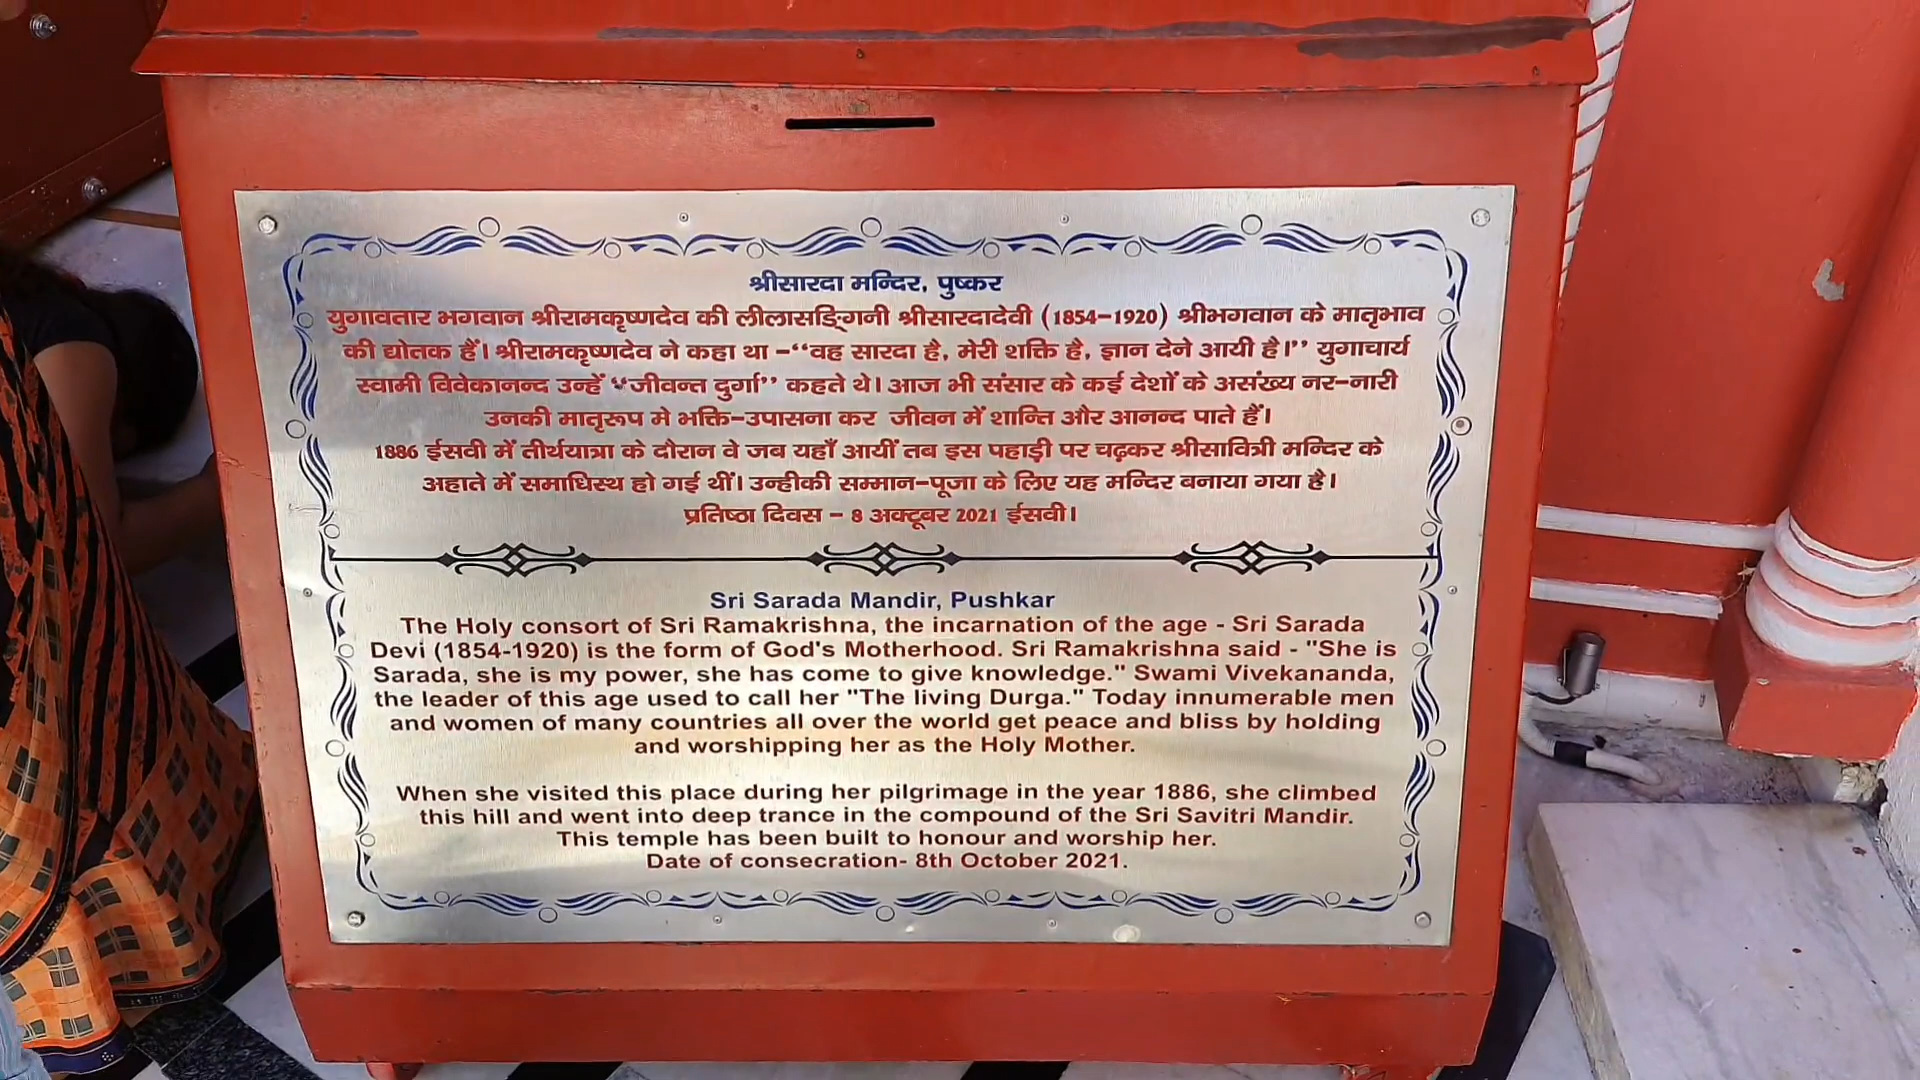 श्रीसारदा मन्दिर, पुष्कर
युगावतार भगवान श्रीरामकृष्णदेव की लीलासङ्गिनी श्रीसारदादेवी (1854-1920) श्रीभगवान के मातृभाव
की द्योतक हैं। श्रीरामकृष्णदेव ने कहा था -“वह सारदा है, मेरी शक्ति है, ज्ञान देने आयी है।” युगाचार्य
स्वामी विवेकानन्द उन्हें “जीवन्त दुर्गा” कहते थे। आज भी संसार के कई देशों के असंख्य नर-नारी
उनकी मातृरूप मे भक्ति-उपासना कर जीवन में शान्ति और आनन्द पाते हैं।
1886 ईसवी में तीर्थयात्रा के दौरान वे जब यहाँ आयीं तब इस पहाड़ी पर चढ़कर श्रीसावित्री मन्दिर के
अहाते में समाधिस्थ हो गई थीं। उन्हीकी सम्मान-पूजा के लिए यह मन्दिर बनाया गया है।
प्रतिष्ठा दिवस - 8 अक्टूबर 2021 ईसवी।
Sri Sarada Mandir, Pushkar
The Holy consort of Sri Ramakrishna, the incarnation of the age - Sri Sarada
Devi (1854-1920) is the form of God's Motherhood. Sri Ramakrishna said - "She is
Sarada, she is my power, she has come to give knowledge." Swami Vivekananda,
the leader of this age used to call her "The living Durga." Today innumerable men
and women of many countries all over the world get peace and bliss by holding
and worshipping her as the Holy Mother.
When she visited this place during her pilgrimage in the year 1886, she climbed
this hill and went into deep trance in the compound of the Sri Savitri Mandir.
This temple has been built to honour and worship her.
Date of consecration- 8th October 2021.